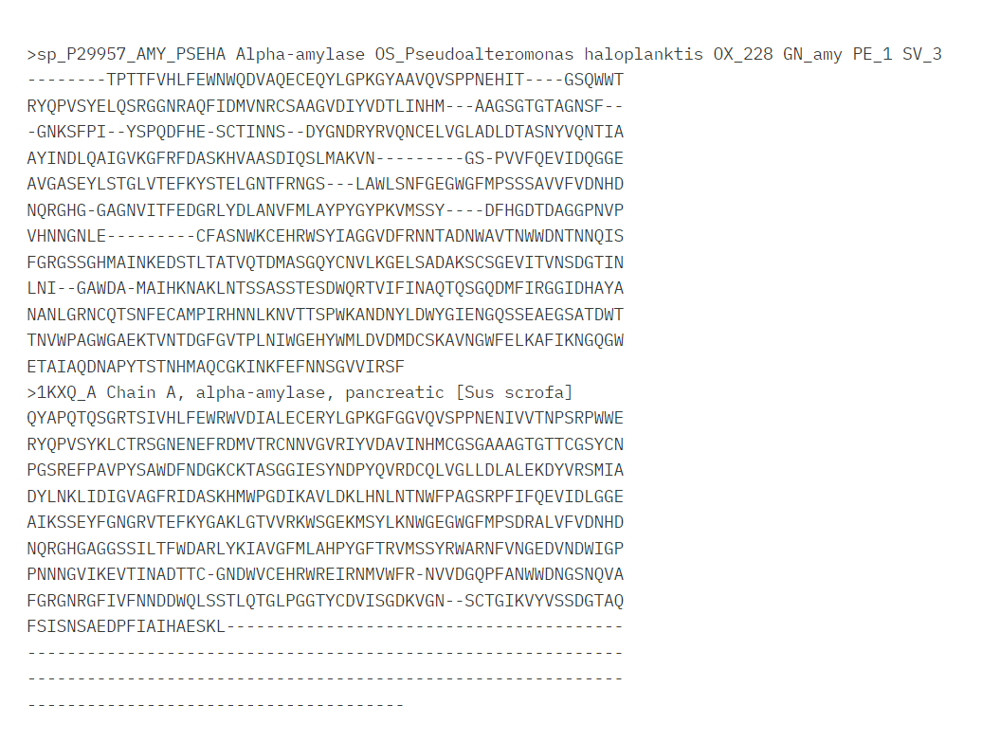 >sp_P29957_AMY_PSEHA Alpha-amylase OS_Pseudoalteromonas haloplanktis OX_228 GN_amy PE_1 SV_3
--------TPTTFVHLFEWNWQDVAQECEQYLGPKGYAAVQVSPPNEHIT----GSQWWT
RYQPVSYELQSRGGNRAQFIDMVNRCSAAGVDIYVDTLINHM---AAGSGTGTAGNSF--
-GNKSFPI--YSPQDFHE-SCTINNS--DYGNDRYRVQNCELVGLADLDTASNYVQNTIA
AYINDLQAIGVKGFRFDASKHVAASDIQSLMAKVN---------GS-PVVFQEVIDQGGE
AVGASEYLSTGLVTEFKYSTELGNTFRNGS---LAWLSNFGEGWGFMPSSSAVVFVDNHD
NQRGHG-GAGNVITFEDGRLYDLANVFMLAYPYGYPKVMSSY----DFHGDTDAGGPNVP
VHNNGNLE---------CFASNWKCEHRWSYIAGGVDFRNNTADNWAVTNWWDNTNNQIS
FGRGSSGHMAINKEDSTLTATVQTDMASGQYCNVLKGELSADAKSCSGEVITVNSDGTIN
LNI--GAWDA-MAIHKNAKLNTSSASSTESDWQRTVIFINAQTQSGQDMFIRGGIDHAYA
NANLGRNCQTSNFECAMPIRHNNLKNVTTSPWKANDNYLDWYGIENGQSSEAEGSATDWT
TNVWPAGWGAEKTVNTDGFGVTPLNIWGEHYWMLDVDMDCSKAVNGWFELKAFIKNGQGW
ETAIAQDNAPYTSTNHMAQCGKINKFEFNNSGVVIRSF
>1KXQ_A Chain A, alpha-amylase, pancreatic [Sus scrofa]
QYAPQTQSGRTSIVHLFEWRWVDIALECERYLGPKGFGGVQVSPPNENIVVTNPSRPWWE
RYQPVSYKLCTRSGNENEFRDMVTRCNNVGVRIYVDAVINHMCGSGAAAGTGTTCGSYCN
PGSREFPAVPYSAWDFNDGKCKTASGGIESYNDPYQVRDCQLVGLLDLALEKDYVRSMIA
DYLNKLIDIGVAGFRIDASKHMWPGDIKAVLDKLHNLNTNWFPAGSRPFIFQEVIDLGGE
AIKSSEYFGNGRVTEFKYGAKLGTVVRKWSGEKMSYLKNWGEGWGFMPSDRALVFVDNHD
NQRGHGAGGSSILTFWDARLYKIAVGFMLAHPYGFTRVMSSYRWARNFVNGEDVNDWIGP
PNNNGVIKEVTINADTTC-GNDWVCEHRWREIRNMVWFR-NVVDGQPFANWWDNGSNQVA
FGRGNRGFIVFNNDDWQLSSTLQTGLPGGTYCDVISGDKVGN--SCTGIKVYVSSDGTAQ
FSISNSAEDPFIAIHAESKL----------------------------------------
------------------------------------------------------------
------------------------------------------------------------
--------------------------------------